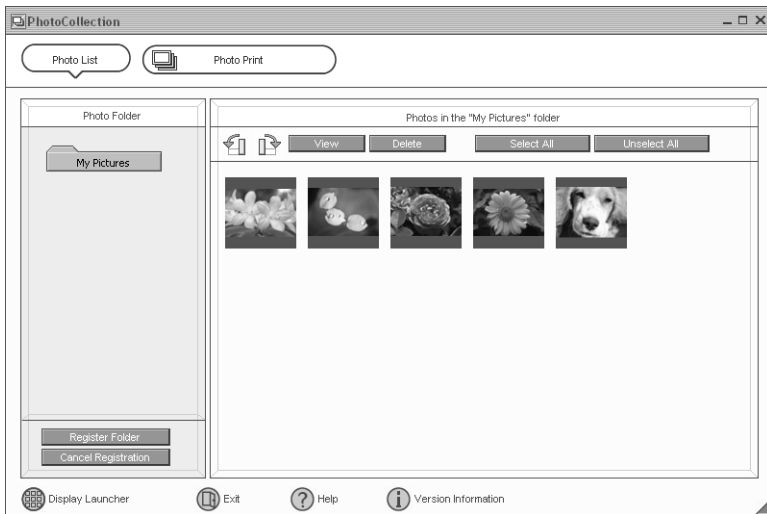 PhotoCollection
Photo List
Photo Print
Photo Folder
My Pictures
Register Folder
Cancel Registration
Photos in the "My Pictures" folder
View Delete Select All Unselect All
Display Launcher Exit Help Version Information